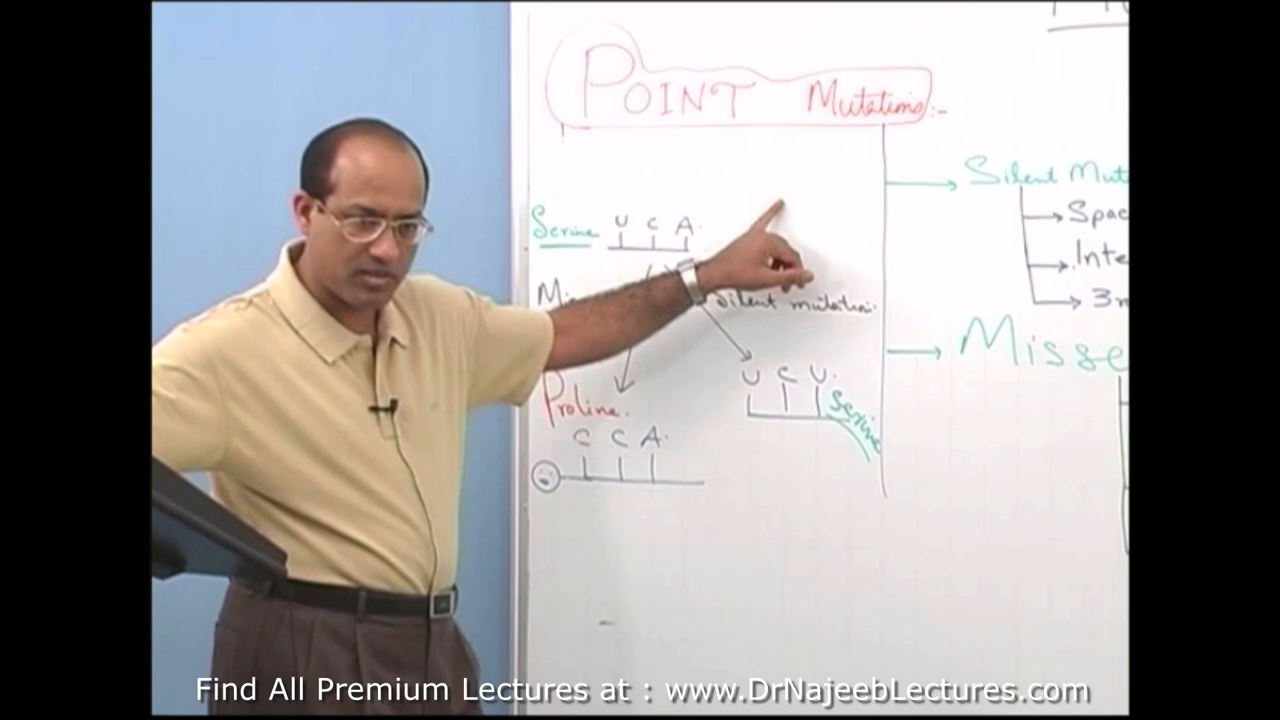 POINT Mutations:-
Silent Mut
Serine U C A.
Spac
Inte
3r
silent mutation.
Misse
U C U.
Serine
Proline.
C C A.
Find All Premium Lectures at : www.DrNajeebLectures.com